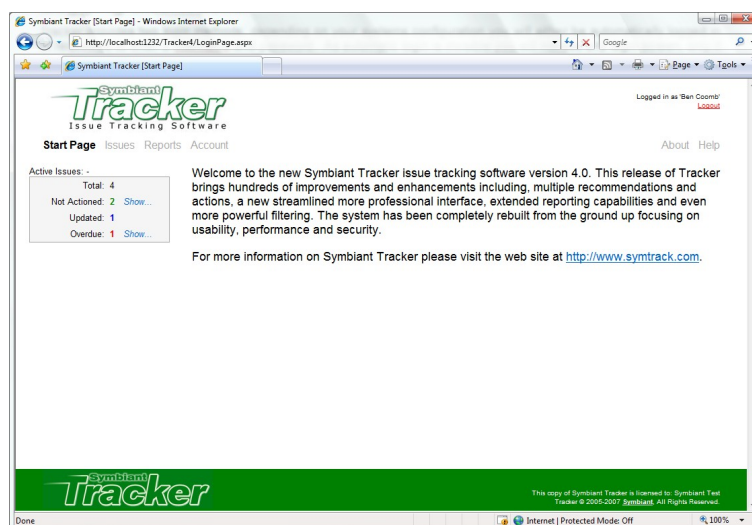 Symbiant Tracker [Start Page] - Windows Internet Explorer
http://localhost:1232/Tracker4/LoginPage.aspx
Google
Symbiant Tracker [Start Page]
Page
Tools
Symbiant
Tracker
Issue Tracking Software
Logged in as 'Ben Coomb'
Logout
Start Page Issues Reports Account
About Help
Active Issues: -
Total: 4
Not Actioned: 2 Show...
Updated: 1
Overdue: 1 Show...
Welcome to the new Symbiant Tracker issue tracking software version 4.0. This release of Tracker
brings hundreds of improvements and enhancements including, multiple recommendations and
actions, a new streamlined more professional interface, extended reporting capabilities and even
more powerful filtering. The system has been completely rebuilt from the ground up focusing on
usability, performance and security.
For more information on Symbiant Tracker please visit the web site at http://www.symtrack.com.
Symbiant
Tracker
This copy of Symbiant Tracker is licensed to: Symbiant Test
Tracker © 2005-2007 Symbiant. All Rights Reserved.
Done
Internet | Protected Mode: Off
100%